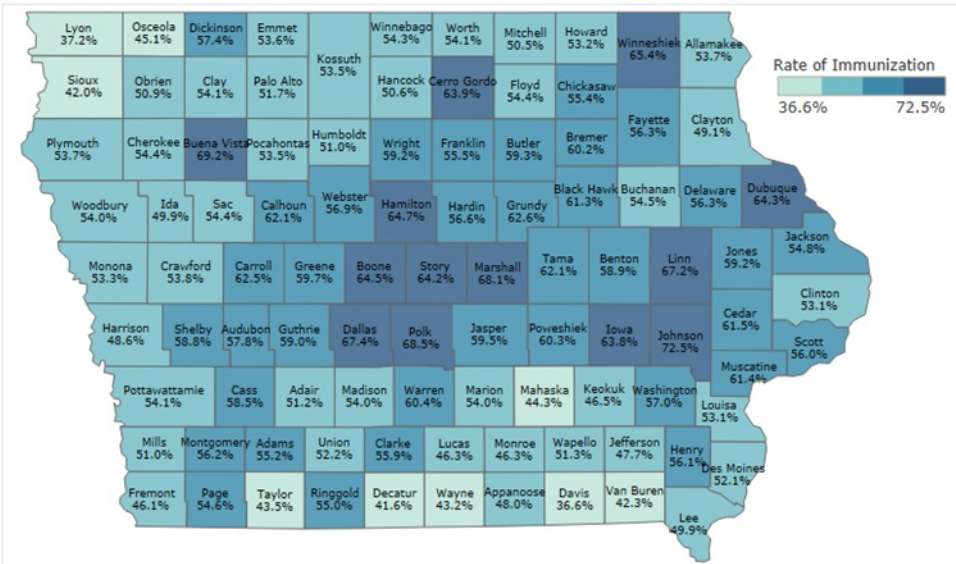 Lyon
37.2%
Osceola
45.1%
Dickinson
57.4%
Emmet
53.6%
Kossuth
53.5%
Winnebago
54.3%
Worth
54.1%
Mitchell
50.5%
Howard
53.2%
Winneshiek
65.4%
Allamakee
53.7%
Rate of Immunization
36.6%
72.5%
Sioux
42.0%
Obrien
50.9%
Clay
54.1%
Palo Alto
51.7%
Hancock
50.6%
Cerro Gordo
63.9%
Floyd
54.4%
Chickasaw
55.4%
Fayette
56.3%
Clayton
49.1%
Plymouth
53.7%
Cherokee
54.4%
Buena Vista
69.2%
Pocahontas
53.5%
Humboldt
51.0%
Wright
59.2%
Franklin
55.5%
Butler
59.3%
Bremer
60.2%
Woodbury
54.0%
Ida
49.9%
Sac
54.4%
Calhoun
62.1%
Webster
56.9%
Hamilton
64.7%
Hardin
56.6%
Grundy
62.6%
Black Hawk
61.3%
Buchanan
54.5%
Delaware
56.3%
Dubuque
64.3%
Monona
53.3%
Crawford
53.8%
Carroll
62.5%
Greene
59.7%
Boone
64.5%
Story
64.2%
Marshall
68.1%
Tama
62.1%
Benton
58.9%
Linn
67.2%
Jones
59.2%
Jackson
54.8%
Clinton
53.1%
Harrison
48.6%
Shelby
58.8%
Audubon
57.8%
Guthrie
59.0%
Dallas
67.4%
Polk
68.5%
Jasper
59.5%
Poweshiek
60.3%
Iowa
63.8%
Johnson
72.5%
Cedar
61.5%
Scott
56.0%
Muscatine
61.4%
Pottawattamie
54.1%
Cass
58.5%
Adair
51.2%
Madison
54.0%
Warren
60.4%
Marion
54.0%
Mahaska
44.3%
Keokuk
46.5%
Washington
57.0%
Louisa
53.1%
Mills
51.0%
Montgomery
56.2%
Adams
55.2%
Union
52.2%
Clarke
55.9%
Lucas
46.3%
Monroe
46.3%
Wapello
51.3%
Jefferson
47.7%
Henry
56.1%
Des Moines
52.1%
Fremont
46.1%
Page
54.6%
Taylor
43.5%
Ringgold
55.0%
Decatur
41.6%
Wayne
43.2%
Appanoose
48.0%
Davis
36.6%
Van Buren
42.3%
Lee
49.9%